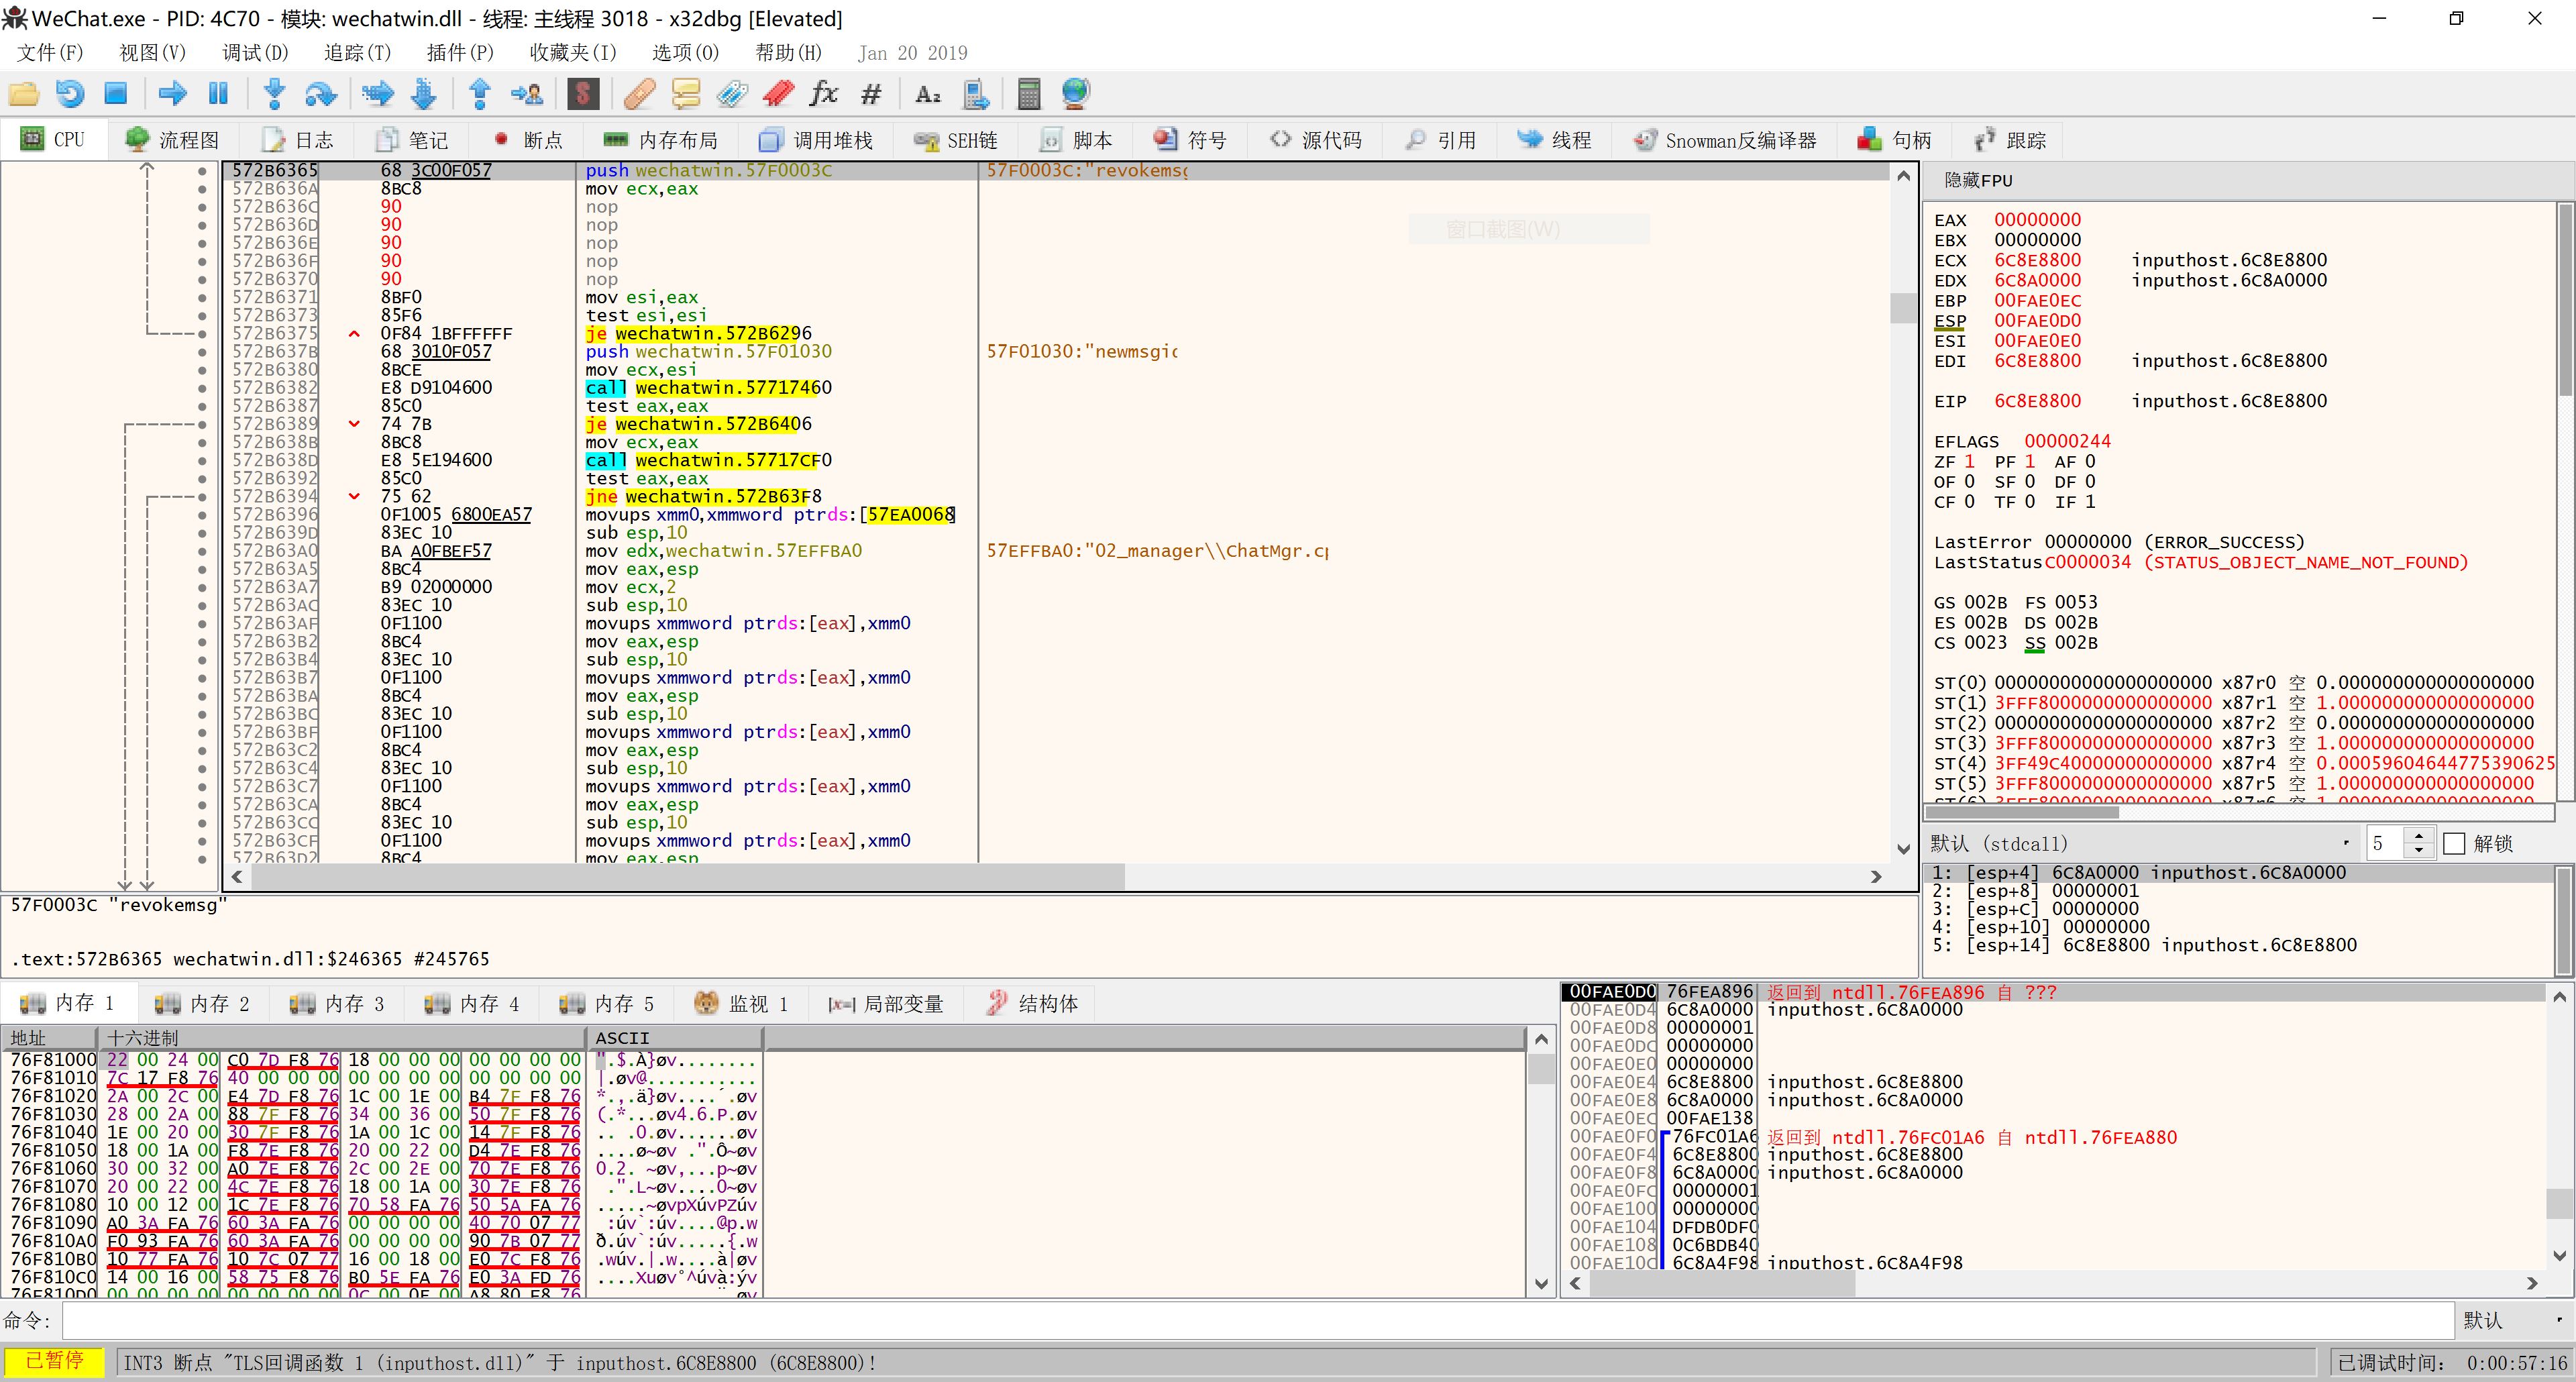 WeChat.exe - PID: 4C70 - 模块: wechatwin.dll - 线程: 主线程 3018 - x32dbg [Elevated]
文件(F) 视图(V) 调试(D) 追踪(T) 插件(P) 收藏夹(I) 选项(O) 帮助(H) Jan 20 2019
CPU 流程图 日志 笔记 断点 内存布局 调用堆栈 SEH链 脚本 符号 源代码 引用 线程 Snowman反编译器 句柄 跟踪
572B6365 68 3C00F057 push wechatwin.57F0003C 57F0003C:"revokemsg
572B636A 8BC8 mov ecx,eax
572B636C 90 nop
572B636D 90 nop
572B636E 90 nop
572B636F 90 nop
572B6370 90 nop
572B6371 8BF0 mov esi,eax
572B6373 85F6 test esi,esi
572B6375 0F84 1BFFFFFF je wechatwin.572B6296
572B637B 68 3010F057 push wechatwin.57F01030 57F01030:"newmsgid
572B6380 8BCE mov ecx,esi
572B6382 E8 D9104600 call wechatwin.57717460
572B6387 85C0 test eax,eax
572B6389 74 7B je wechatwin.572B6406
572B638B 8BC8 mov ecx,eax
572B638D E8 5E194600 call wechatwin.57717CF0
572B6392 85C0 test eax,eax
572B6394 75 62 jne wechatwin.572B63F8
572B6396 0F1005 6800EA57 movups xmm0,xmmword ptrds:[57EA0068]
572B639D 83EC 10 sub esp,10
572B63A0 BA A0FBEF57 mov edx,wechatwin.57EFFBA0 57EFFBA0:"02_manager\\ChatMgr.cp
572B63A5 8BC4 mov eax,esp
572B63A7 B9 02000000 mov ecx,2
572B63AC 83EC 10 sub esp,10
572B63AF 0F1100 movups xmmword ptrds:[eax],xmm0
572B63B2 8BC4 mov eax,esp
572B63B4 83EC 10 sub esp,10
572B63B7 0F1100 movups xmmword ptrds:[eax],xmm0
572B63BA 8BC4 mov eax,esp
572B63BC 83EC 10 sub esp,10
572B63BF 0F1100 movups xmmword ptrds:[eax],xmm0
572B63C2 8BC4 mov eax,esp
572B63C4 83EC 10 sub esp,10
572B63C7 0F1100 movups xmmword ptrds:[eax],xmm0
572B63CA 8BC4 mov eax,esp
572B63CC 83EC 10 sub esp,10
572B63CF 0F1100 movups xmmword ptrds:[eax],xmm0
572B63D2 8BC4 mov eax,esp
窗口截图(W)
57F0003C "revokemsg"
.text:572B6365 wechatwin.dll:$246365 #245765
隐藏FPU
EAX 00000000
EBX 00000000
ECX 6C8E8800 inputhost.6C8E8800
EDX 6C8A0000 inputhost.6C8A0000
EBP 00FAE0EC
ESP 00FAE0D0
ESI 00FAE0E0
EDI 6C8E8800 inputhost.6C8E8800
EIP 6C8E8800 inputhost.6C8E8800
EFLAGS 00000244
ZF 1 PF 1 AF 0
OF 0 SF 0 DF 0
CF 0 TF 0 IF 1
LastError 00000000 (ERROR_SUCCESS)
LastStatus C0000034 (STATUS_OBJECT_NAME_NOT_FOUND)
GS 002B FS 0053
ES 002B DS 002B
CS 0023 SS 002B
ST(0) 00000000000000000000 x87r0 空 0.000000000000000000
ST(1) 3FFF8000000000000000 x87r1 空 1.000000000000000000
ST(2) 00000000000000000000 x87r2 空 0.000000000000000000
ST(3) 3FFF8000000000000000 x87r3 空 1.000000000000000000
ST(4) 3FF49C40000000000000 x87r4 空 0.00059604644775390625
ST(5) 3FFF8000000000000000 x87r5 空 1.000000000000000000
ST(6) 3FFF8000000000000000 x87r6 空 1.000000000000000000
默认 (stdcall) 5 解锁
1: [esp+4] 6C8A0000 inputhost.6C8A0000
2: [esp+8] 00000001
3: [esp+C] 00000000
4: [esp+10] 00000000
5: [esp+14] 6C8E8800 inputhost.6C8E8800
内存 1 内存 2 内存 3 内存 4 内存 5 监视 1 局部变量 结构体
地址 十六进制 ASCII
76F81000 22 00 24 00 C0 7D F8 76 18 00 00 00 00 00 00 00 ".$.À}øv........
76F81010 7C 17 F8 76 40 00 00 00 00 00 00 00 00 00 00 00 |.øv@...........
76F81020 2A 00 2C 00 E4 7D F8 76 1C 00 1E 00 B4 7F F8 76 *.,.ä}øv....´.øv
76F81030 28 00 2A 00 88 7F F8 76 34 00 36 00 50 7F F8 76 (.*...øv4.6.P.øv
76F81040 1E 00 20 00 30 7F F8 76 1A 00 1C 00 14 7F F8 76 .. .0.øv......øv
76F81050 18 00 1A 00 F8 7E F8 76 20 00 22 00 D4 7E F8 76 ....ø~øv .".Ô~øv
76F81060 30 00 32 00 A0 7E F8 76 2C 00 2E 00 70 7E F8 76 0.2. ~øv,...p~øv
76F81070 20 00 22 00 4C 7E F8 76 18 00 1A 00 30 7E F8 76 .".L~øv....0~øv
76F81080 10 00 12 00 1C 7E F8 76 70 58 FA 76 50 5A FA 76 .....~øvpXúvPZúv
76F81090 A0 3A FA 76 60 3A FA 76 00 00 00 00 40 70 07 77 :úv`:úv....@p.w
76F810A0 F0 93 FA 76 60 3A FA 76 00 00 00 00 90 7B 07 77 ð.úv`:úv.....{.w
76F810B0 10 77 FA 76 10 7C 07 77 16 00 18 00 E0 7C F8 76 .wúv.|.w....à|øv
76F810C0 14 00 16 00 58 75 F8 76 B0 5E FA 76 E0 3A FD 76 ....Xuøv°^úvà:ýv
76F810D0 00 00 00 00 00 00 00 00 0C 00 0E 00 A8 80 F8 76
00FAE0D0 76FEA896 返回到 ntdll.76FEA896 自 ???
00FAE0D4 6C8A0000 inputhost.6C8A0000
00FAE0D8 00000001
00FAE0DC 00000000
00FAE0E0 00000000
00FAE0E4 6C8E8800 inputhost.6C8E8800
00FAE0E8 6C8A0000 inputhost.6C8A0000
00FAE0EC 00FAE138
00FAE0F0 76FC01A6 返回到 ntdll.76FC01A6 自 ntdll.76FEA880
00FAE0F4 6C8E8800 inputhost.6C8E8800
00FAE0F8 6C8A0000 inputhost.6C8A0000
00FAE0FC 00000001
00FAE100 00000000
00FAE104 DFDB0DF0
00FAE108 0C6BDB40
00FAE10C 6C8A4F98 inputhost.6C8A4F98
命令: 默认
已暂停 INT3 断点 "TLS回调函数 1 (inputhost.dll)" 于 inputhost.6C8E8800 (6C8E8800)! 已调试时间: 0:00:57:16